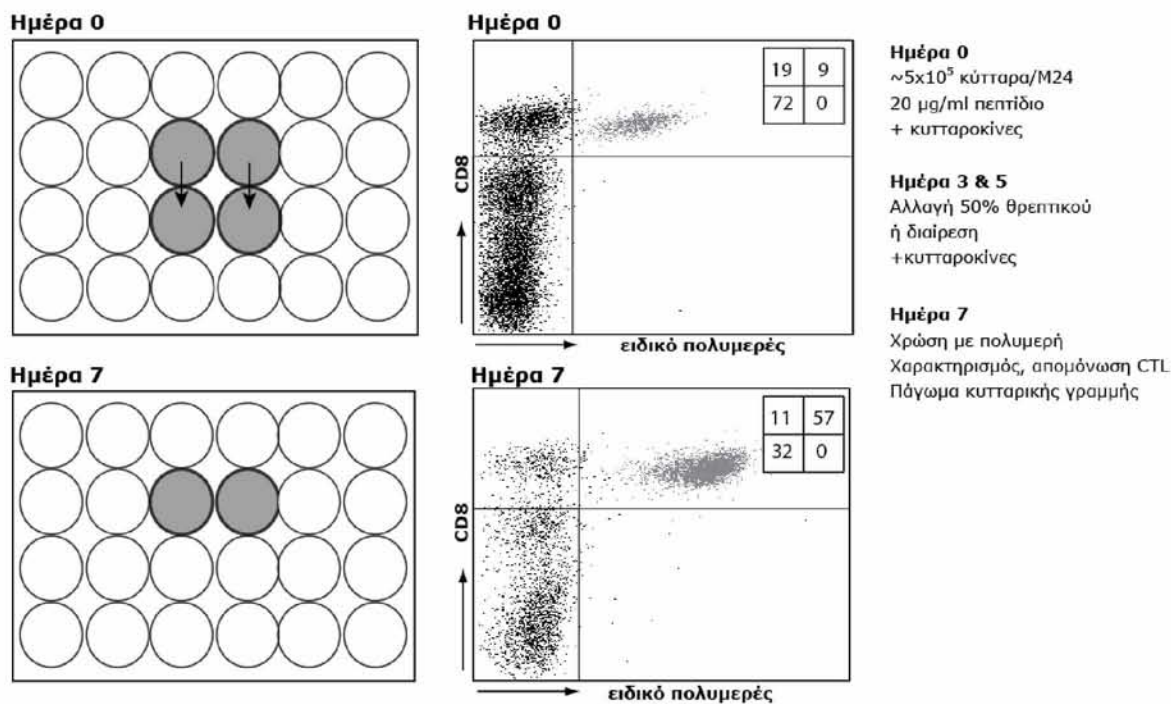 Ημέρα 0
Ημέρα 0
19 9
72 0
CD8
ειδικό πολυμερές
Ημέρα 7
Ημέρα 7
11 57
32 0
CD8
ειδικό πολυμερές
Ημέρα 0
~5x10⁵ κύτταρα/M24
20 μg/ml πεπτίδιο
+ κυτταροκίνες
Ημέρα 3 & 5
Αλλαγή 50% θρεπτικού
ή διαίρεση
+κυτταροκίνες
Ημέρα 7
Χρώση με πολυμερή
Χαρακτηρισμός, απομόνωση CTL
Πάγωμα κυτταρικής γραμμής